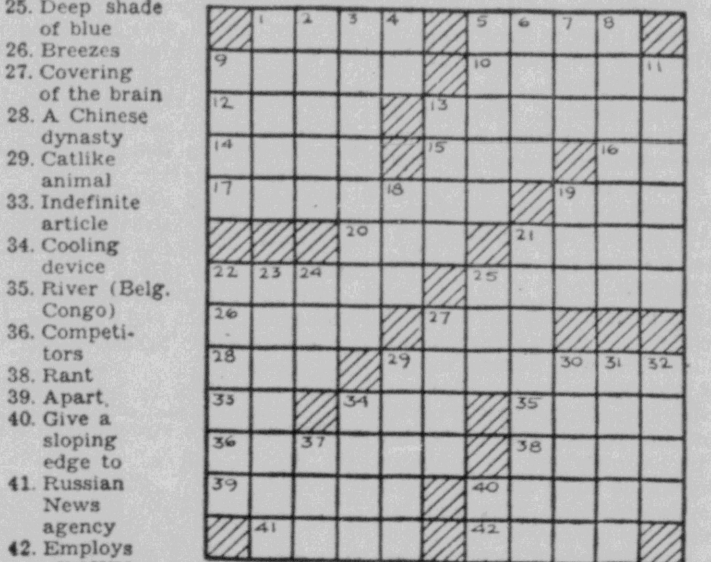 25. Deep shade
of blue
26. Breezes
27. Covering
of the brain
28. A Chinese
dynasty
29. Catlike
animal
33. Indefinite
article
34. Cooling
device
35. River (Belg.
Congo)
36. Competi-
tors
38. Rant
39. Apart
40. Give a
sloping
edge to
41. Russian
News
agency
42. Employs
1 2 3 4 5 6 7 8
9 10 11
12 13
14 15 16
17 18 19
20 21
22 23 24 25
26 27
28 29 30 31 32
33 34 35
36 37 38
39 40
41 42